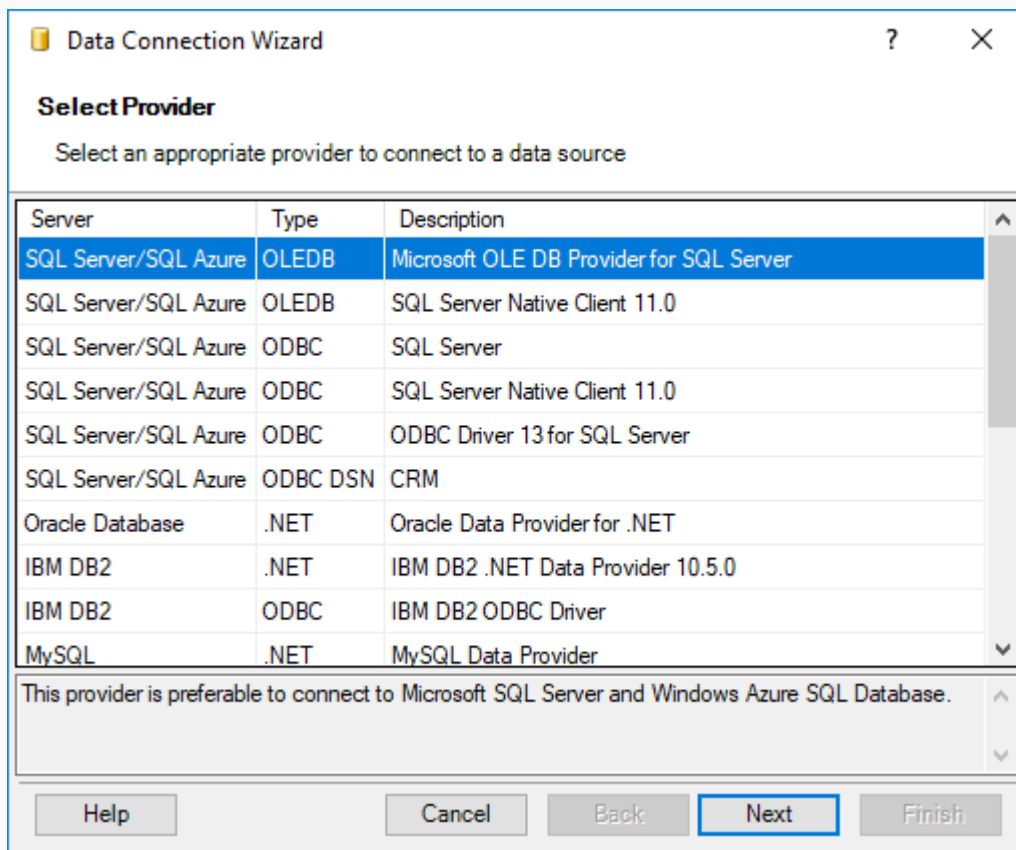 Data Connection Wizard ?
Select Provider
Select an appropriate provider to connect to a data source
Server Type Description
SQL Server/SQL Azure OLEDB Microsoft OLE DB Provider for SQL Server
SQL Server/SQL Azure OLEDB SQL Server Native Client 11.0
SQL Server/SQL Azure ODBC SQL Server
SQL Server/SQL Azure ODBC SQL Server Native Client 11.0
SQL Server/SQL Azure ODBC ODBC Driver 13 for SQL Server
SQL Server/SQL Azure ODBC DSN CRM
Oracle Database .NET Oracle Data Provider for .NET
IBM DB2 .NET IBM DB2 .NET Data Provider 10.5.0
IBM DB2 ODBC IBM DB2 ODBC Driver
MySQL .NET MySQL Data Provider
This provider is preferable to connect to Microsoft SQL Server and Windows Azure SQL Database.
Help Cancel Back Next Finish